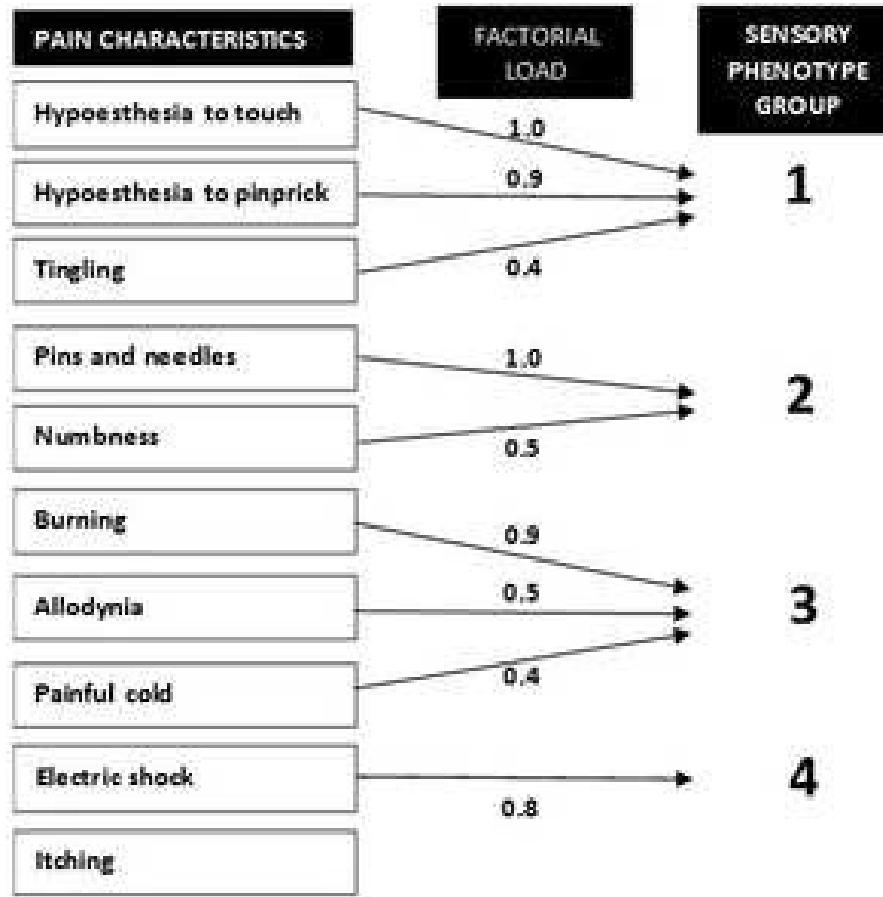 PAIN CHARACTERISTICS
FACTORIAL
LOAD
SENSORY
PHENOTYPE
GROUP
Hypoesthesia to touch
1.0
Hypoesthesia to pinprick
0.9
1
Tingling
0.4
Pins and needles
1.0
2
Numbness
0.5
Burning
0.9
Allodynia
0.5
3
Painful cold
0.4
Electric shock
0.8
4
Itching